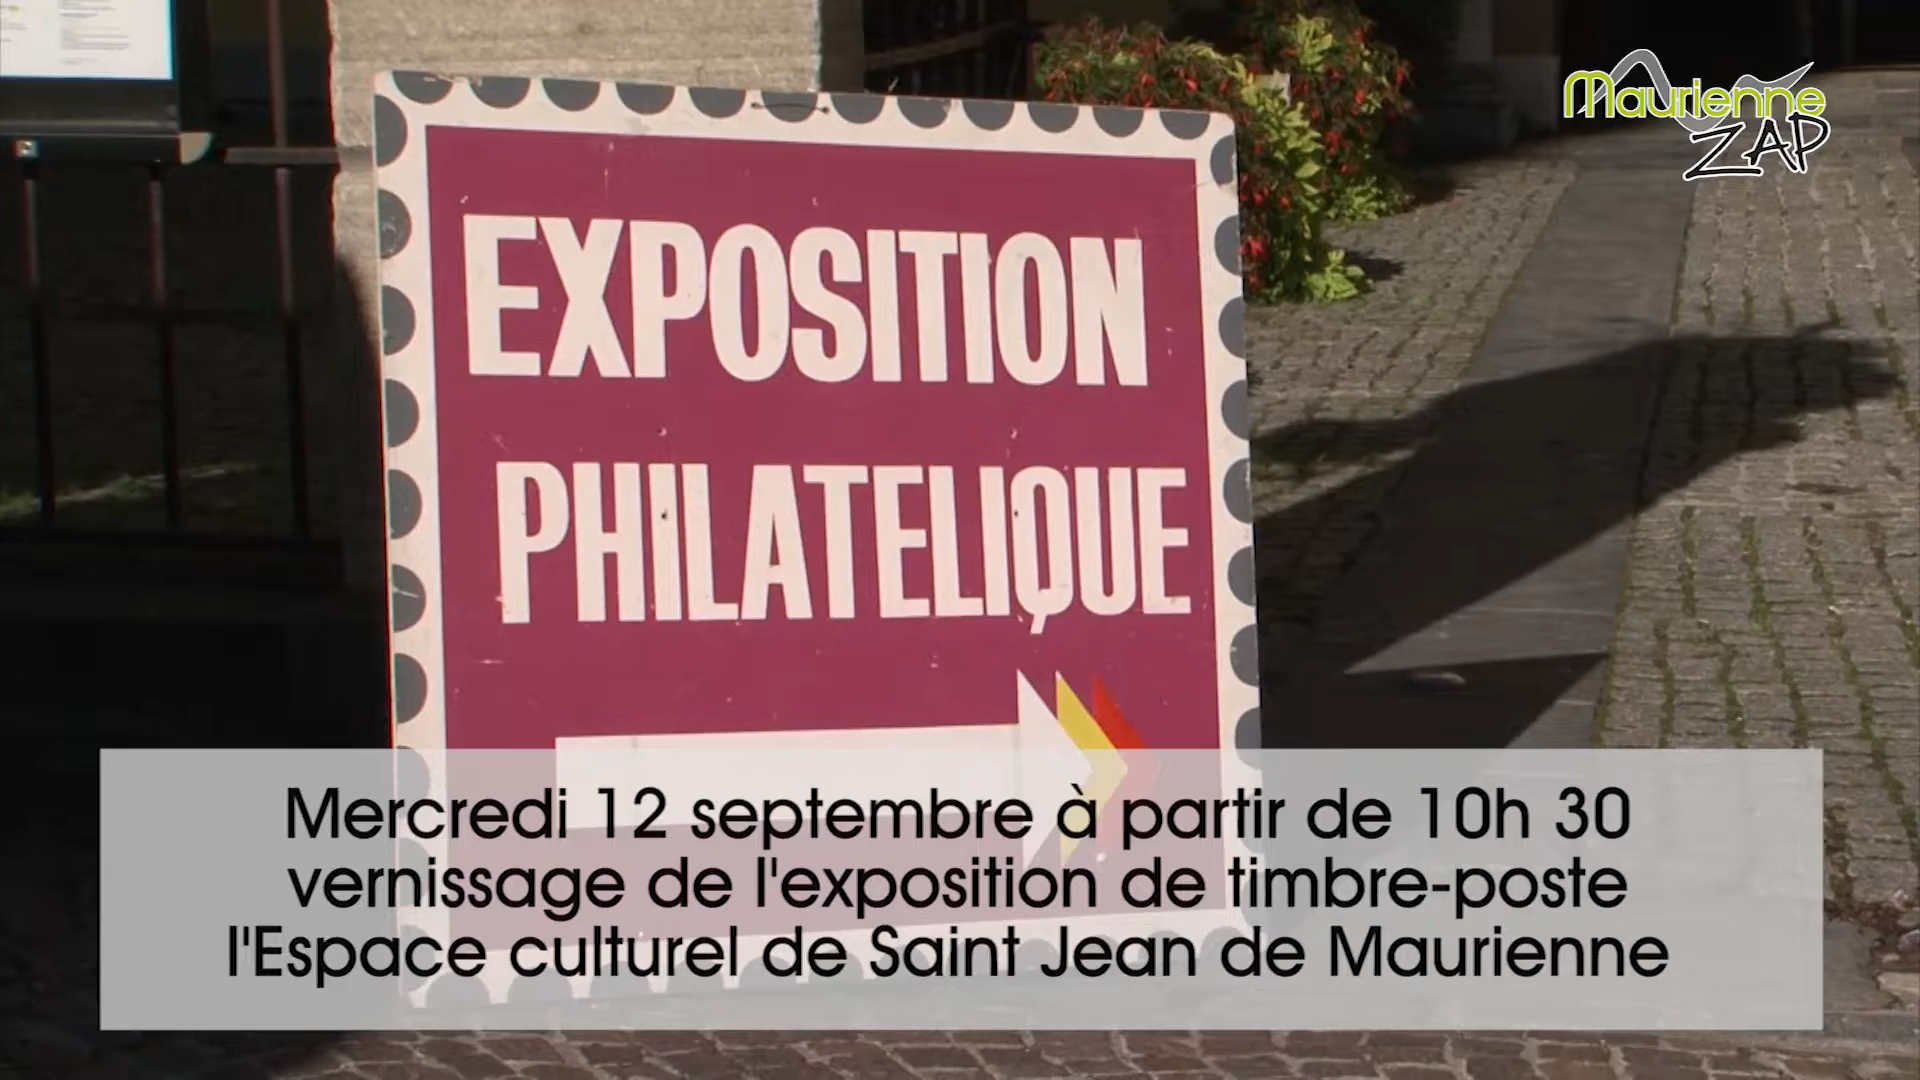 Maurienne
ZAP
EXPOSITION
PHILATELIQUE
Mercredi 12 septembre à partir de 10h 30
vernissage de l'exposition de timbre-poste
l'Espace culturel de Saint Jean de Maurienne